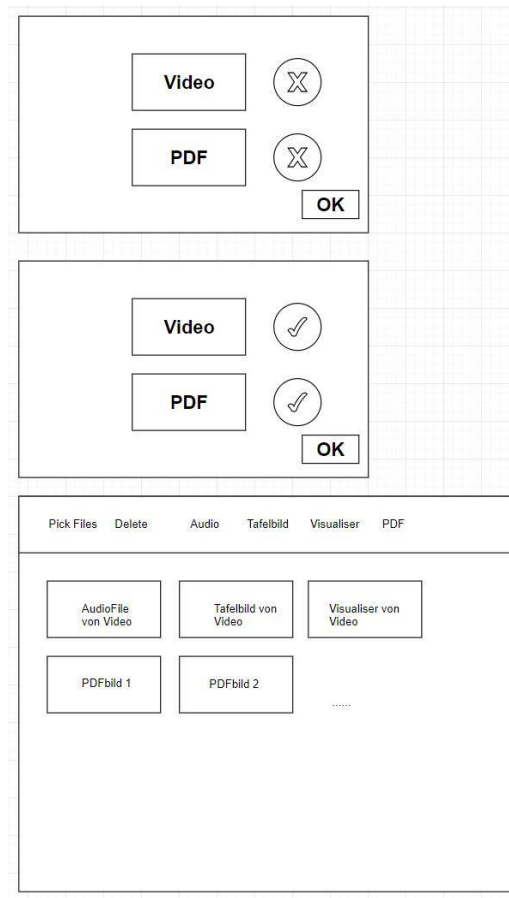 Video X
PDF X
OK
Video
PDF
OK
Pick Files Delete Audio Tafelbild Visualiser PDF
AudioFile Tafelbild von Visualiser von
von Video Video Video
PDFbild 1 PDFbild 2
......